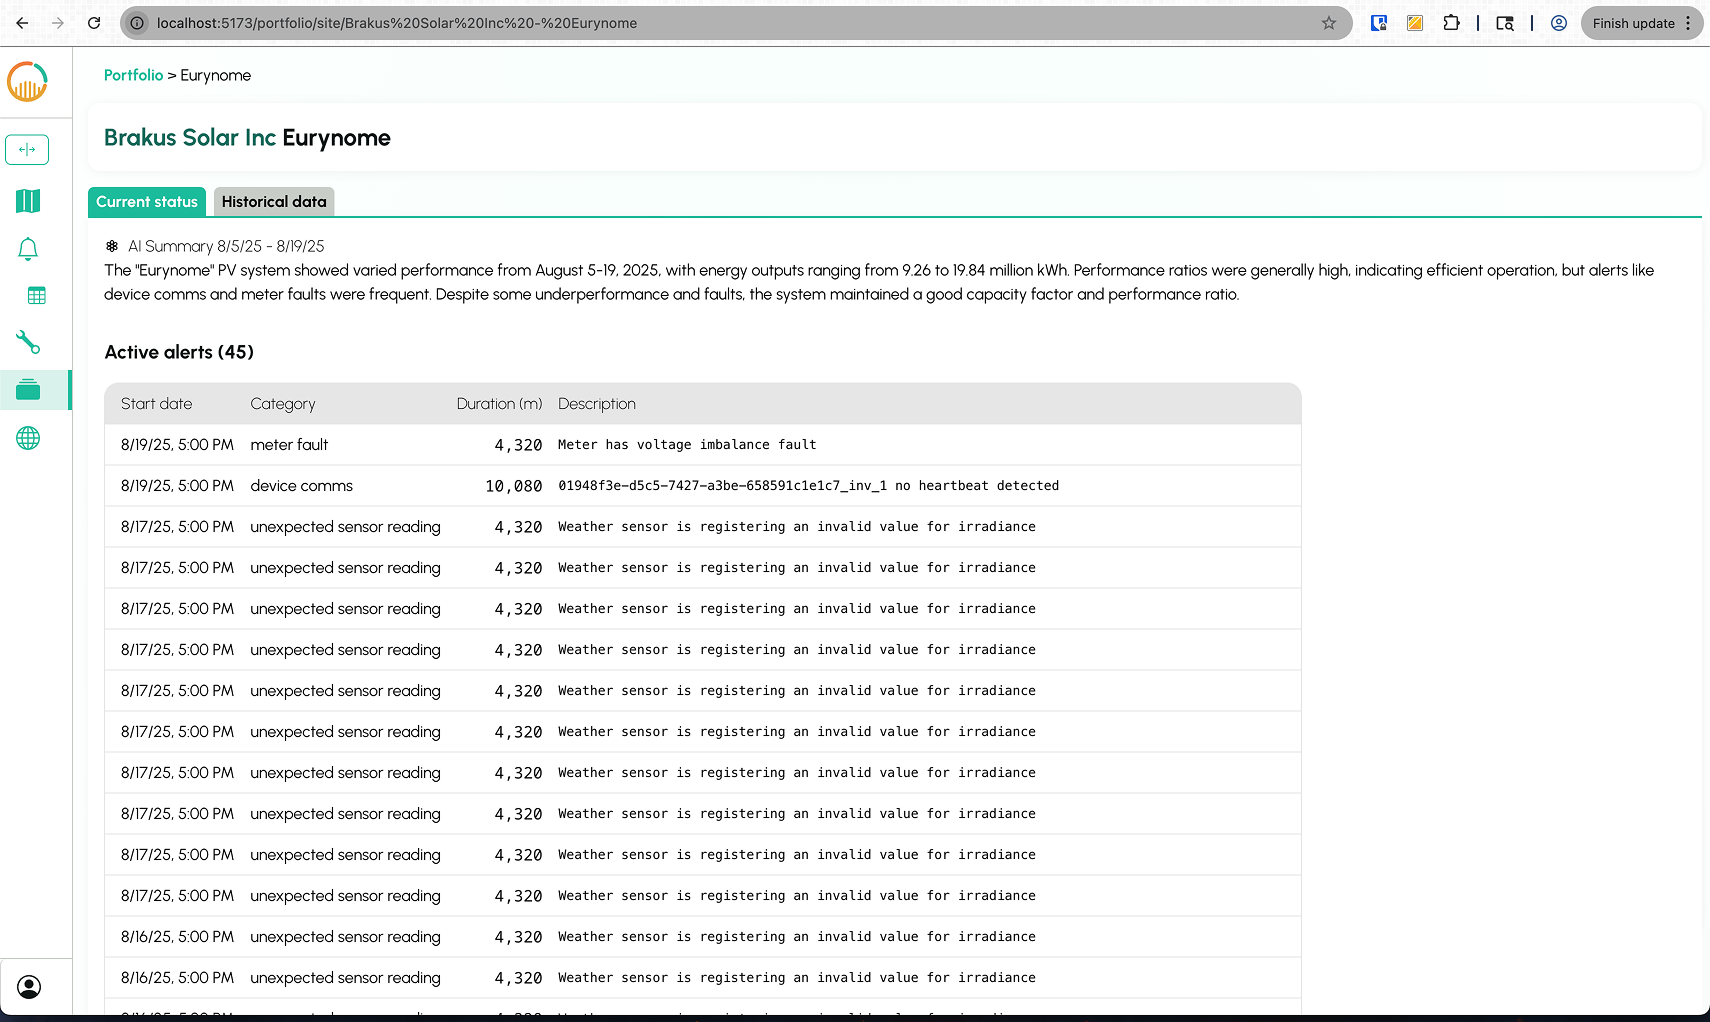 localhost:5173/portfolio/site/Brakus%20Solar%20Inc%20-%20Eurynome
Finish update
Portfolio > Eurynome
Brakus Solar Inc Eurynome
Current status Historical data
AI Summary 8/5/25 - 8/19/25
The "Eurynome" PV system showed varied performance from August 5-19, 2025, with energy outputs ranging from 9.26 to 19.84 million kWh. Performance ratios were generally high, indicating efficient operation, but alerts like
device comms and meter faults were frequent. Despite some underperformance and faults, the system maintained a good capacity factor and performance ratio.
Active alerts (45)
Start date Category Duration (m) Description
8/19/25, 5:00 PM meter fault 4,320 Meter has voltage imbalance fault
8/19/25, 5:00 PM device comms 10,080 01948f3e-d5c5-7427-a3be-658591c1e1c7_inv_1 no heartbeat detected
8/17/25, 5:00 PM unexpected sensor reading 4,320 Weather sensor is registering an invalid value for irradiance
8/17/25, 5:00 PM unexpected sensor reading 4,320 Weather sensor is registering an invalid value for irradiance
8/17/25, 5:00 PM unexpected sensor reading 4,320 Weather sensor is registering an invalid value for irradiance
8/17/25, 5:00 PM unexpected sensor reading 4,320 Weather sensor is registering an invalid value for irradiance
8/17/25, 5:00 PM unexpected sensor reading 4,320 Weather sensor is registering an invalid value for irradiance
8/17/25, 5:00 PM unexpected sensor reading 4,320 Weather sensor is registering an invalid value for irradiance
8/17/25, 5:00 PM unexpected sensor reading 4,320 Weather sensor is registering an invalid value for irradiance
8/17/25, 5:00 PM unexpected sensor reading 4,320 Weather sensor is registering an invalid value for irradiance
8/17/25, 5:00 PM unexpected sensor reading 4,320 Weather sensor is registering an invalid value for irradiance
8/17/25, 5:00 PM unexpected sensor reading 4,320 Weather sensor is registering an invalid value for irradiance
8/16/25, 5:00 PM unexpected sensor reading 4,320 Weather sensor is registering an invalid value for irradiance
8/16/25, 5:00 PM unexpected sensor reading 4,320 Weather sensor is registering an invalid value for irradiance